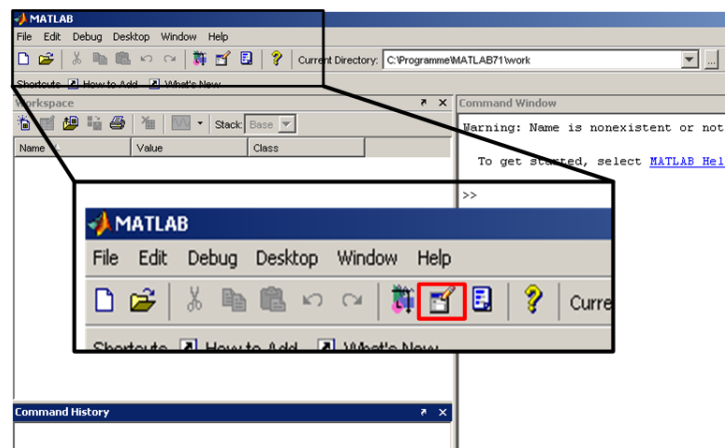 MATLAB
File Edit Debug Desktop Window Help
Current Directory: C:\Programme\MATLAB71\work
Shortcuts How to Add What's New
Workspace
Stack: Base
Name Value Class
Command Window
Warning: Name is nonexistent or not
To get started, select MATLAB Hel
>>
MATLAB
File Edit Debug Desktop Window Help
Curre
Shortcuts How to Add What's New
Command History